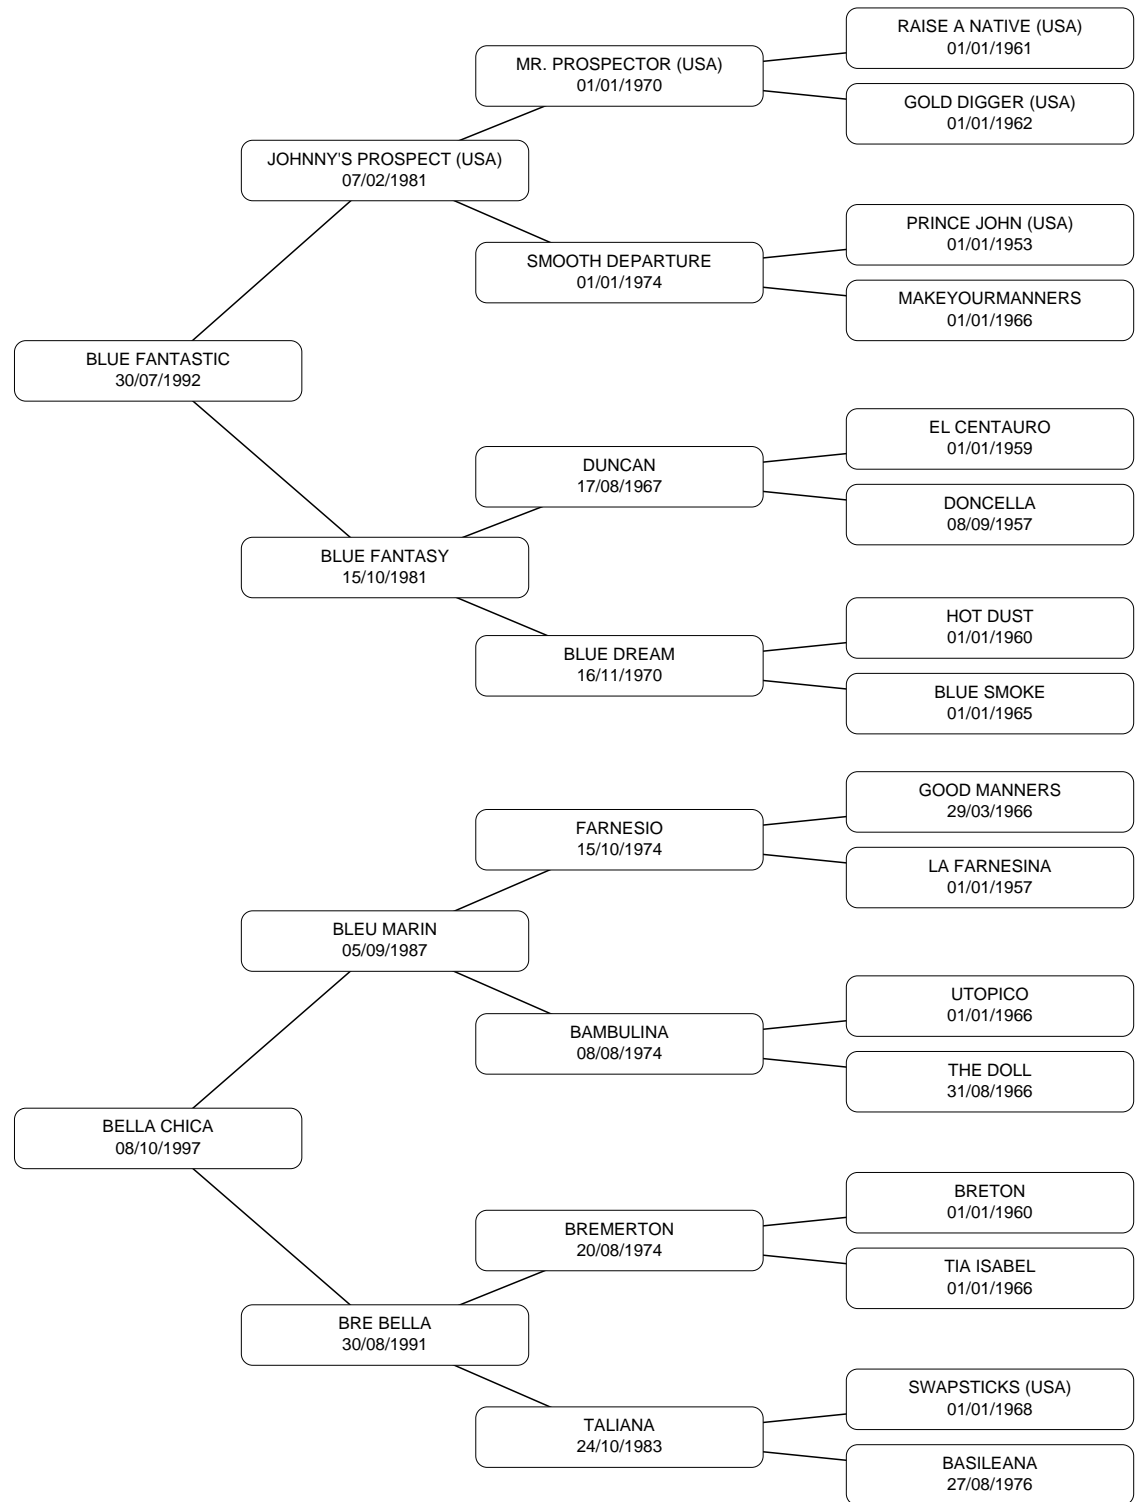 RAISE A NATIVE (USA)
01/01/1961
MR. PROSPECTOR (USA)
01/01/1970
GOLD DIGGER (USA)
01/01/1962
JOHNNY'S PROSPECT (USA)
07/02/1981
PRINCE JOHN (USA)
01/01/1953
SMOOTH DEPARTURE
01/01/1974
MAKEYOURMANNERS
01/01/1966
BLUE FANTASTIC
30/07/1992
EL CENTAURO
01/01/1959
DUNCAN
17/08/1967
DONCELLA
08/09/1957
BLUE FANTASY
15/10/1981
HOT DUST
01/01/1960
BLUE DREAM
16/11/1970
BLUE SMOKE
01/01/1965
GOOD MANNERS
29/03/1966
FARNESIO
15/10/1974
LA FARNESINA
01/01/1957
BLEU MARIN
05/09/1987
UTOPICO
01/01/1966
BAMBULINA
08/08/1974
THE DOLL
31/08/1966
BELLA CHICA
08/10/1997
BRETON
01/01/1960
BREMERTON
20/08/1974
TIA ISABEL
01/01/1966
BRE BELLA
30/08/1991
SWAPSTICKS (USA)
01/01/1968
TALIANA
24/10/1983
BASILEANA
27/08/1976